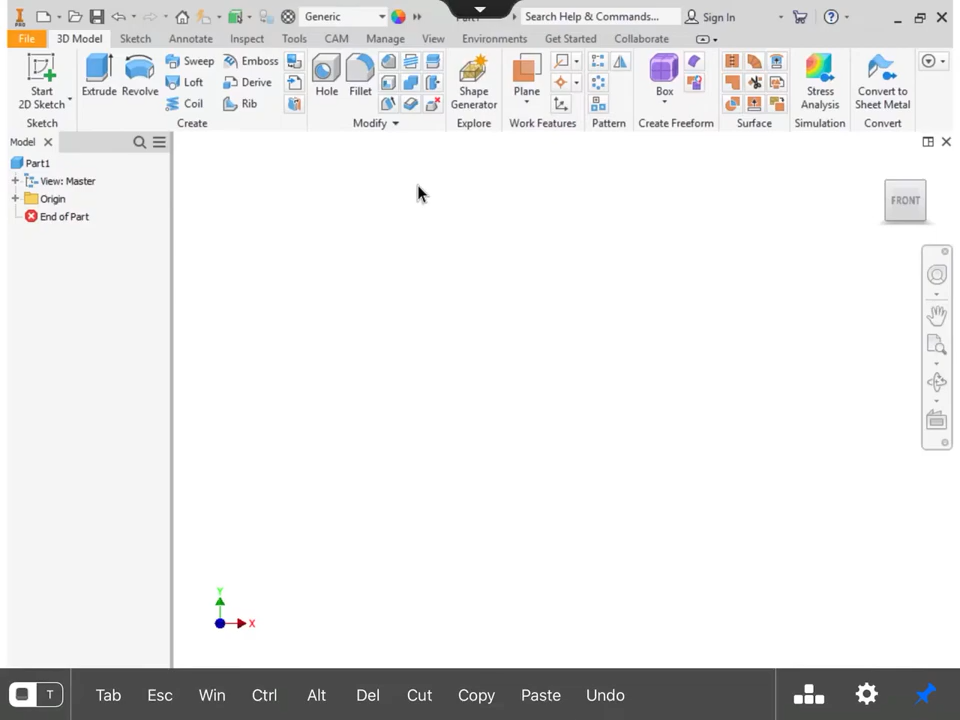 Generic
Search Help & Commands...
Sign In
File
3D Model
Sketch
Annotate
Inspect
Tools
CAM
Manage
View
Environments
Get Started
Collaborate
Start
2D Sketch
Extrude
Revolve
Sweep
Loft
Coil
Emboss
Derive
Rib
Hole
Fillet
Shape
Generator
Plane
Box
Stress
Analysis
Convert to
Sheet Metal
Sketch
Create
Modify
Explore
Work Features
Pattern
Create Freeform
Surface
Simulation
Convert
Model
Part1
View: Master
Origin
End of Part
FRONT
Y
X
T
Tab
Esc
Win
Ctrl
Alt
Del
Cut
Copy
Paste
Undo